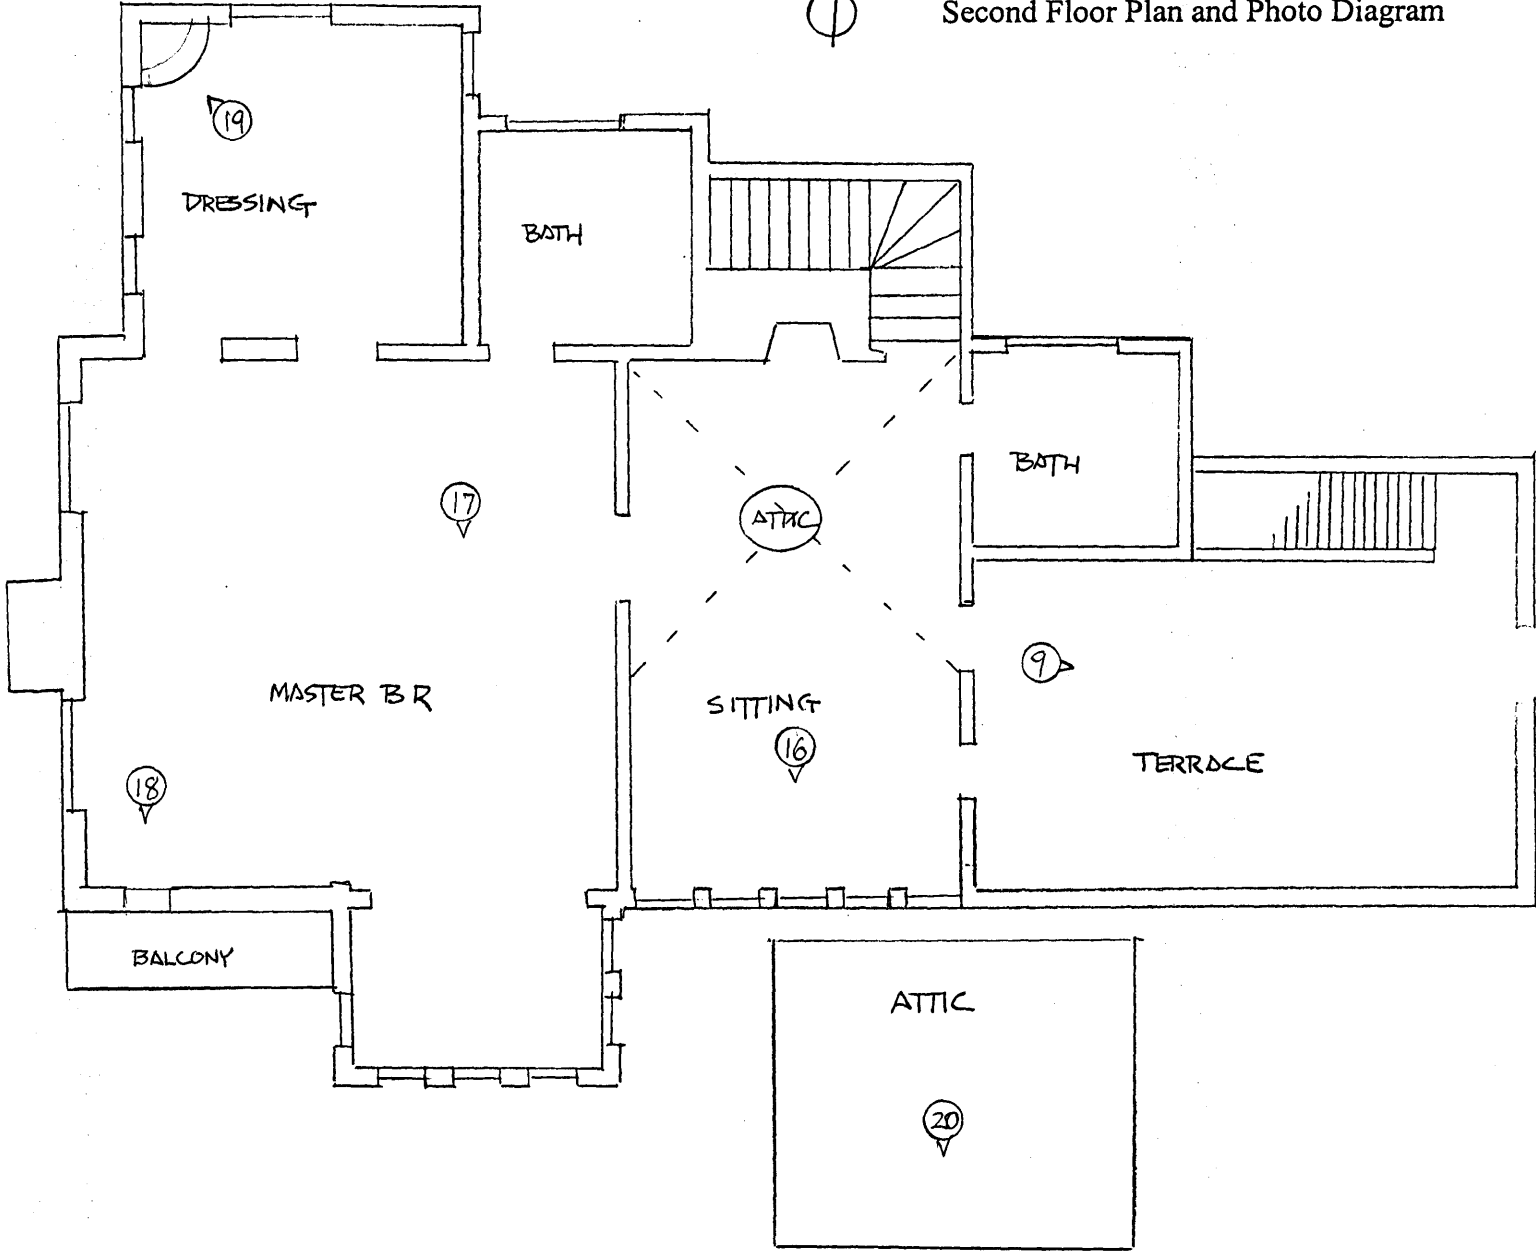 Second Floor Plan and Photo Diagram
19
DRESSING
BATH
BATH
17
ATTIC
9
MASTER BR
SITTING
16
TERRACE
18
BALCONY
ATTIC
20